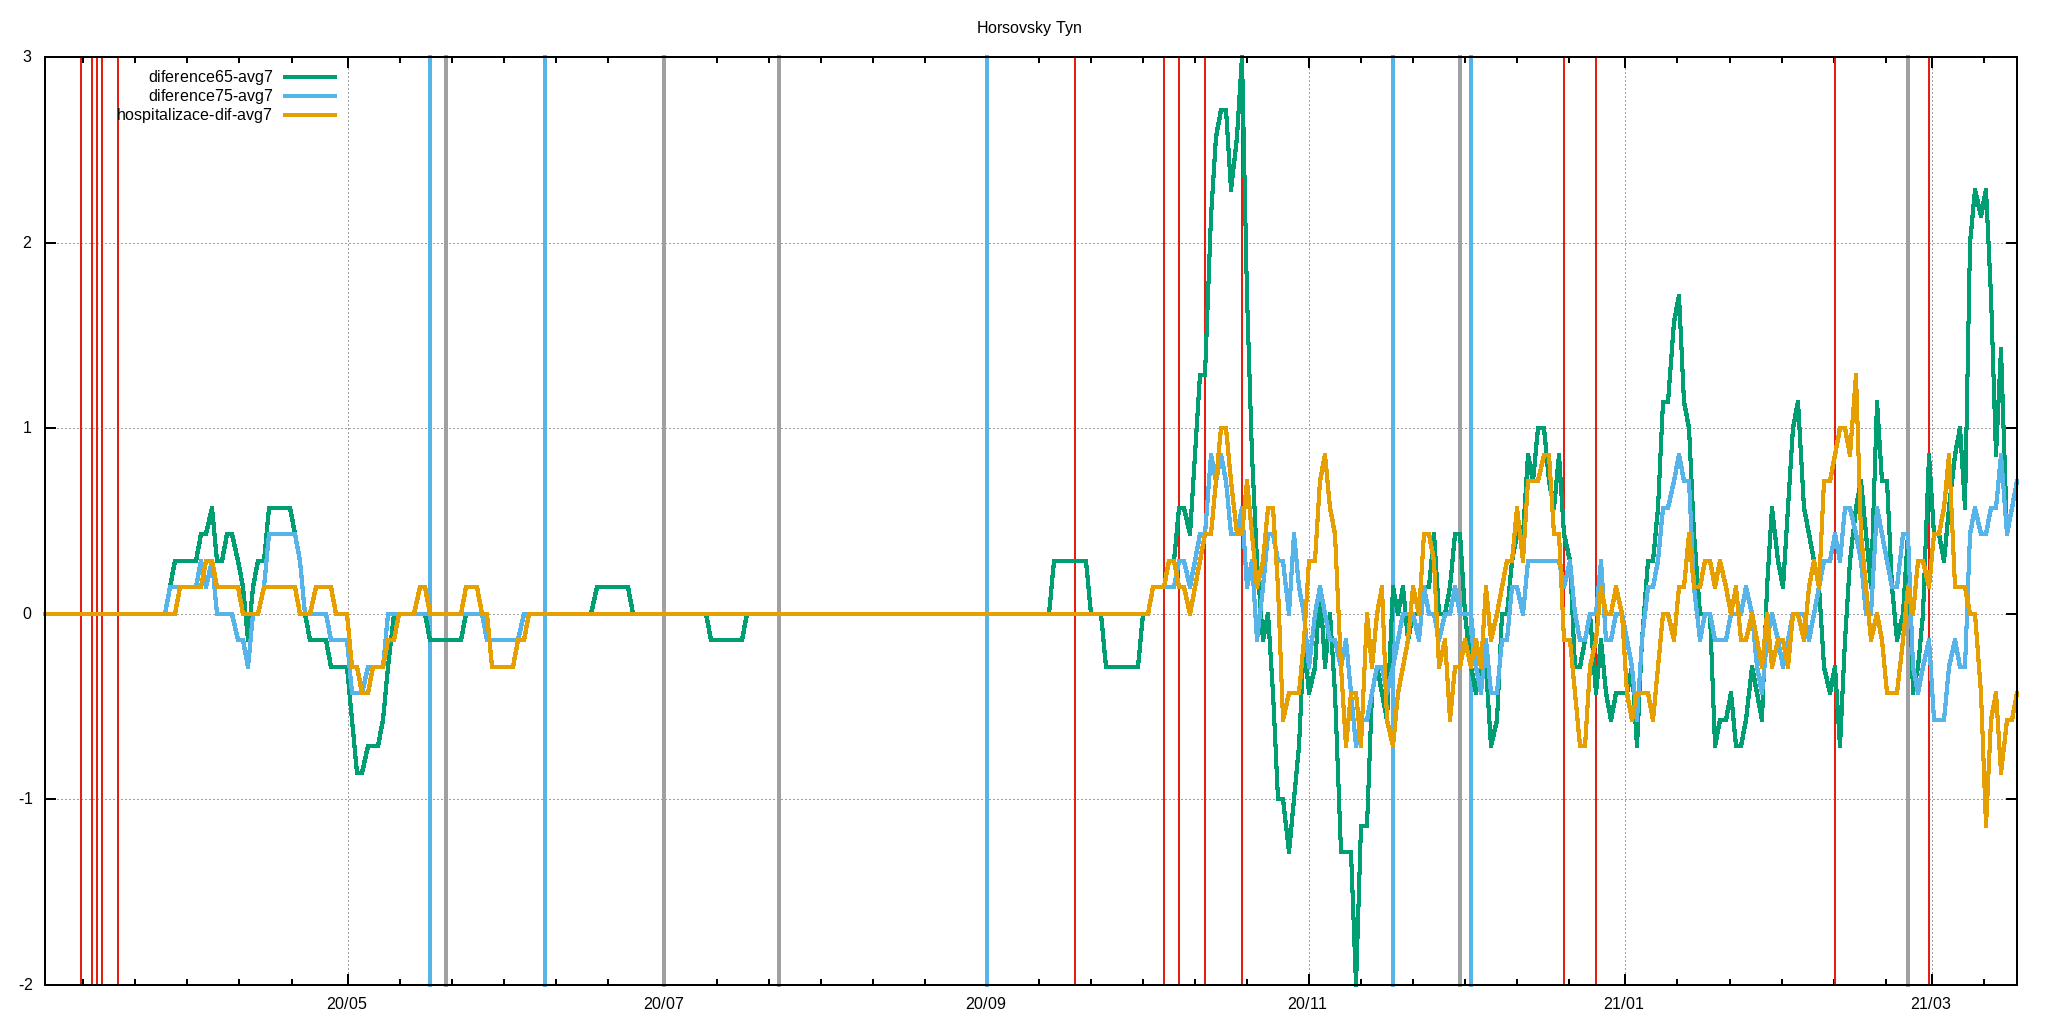 Horsovsky Tyn
3
diference65-avg7
diference75-avg7
hospitalizace-dif-avg7
2
1
0
-1
-2
20/05 20/07 20/09 20/11 21/01 21/03